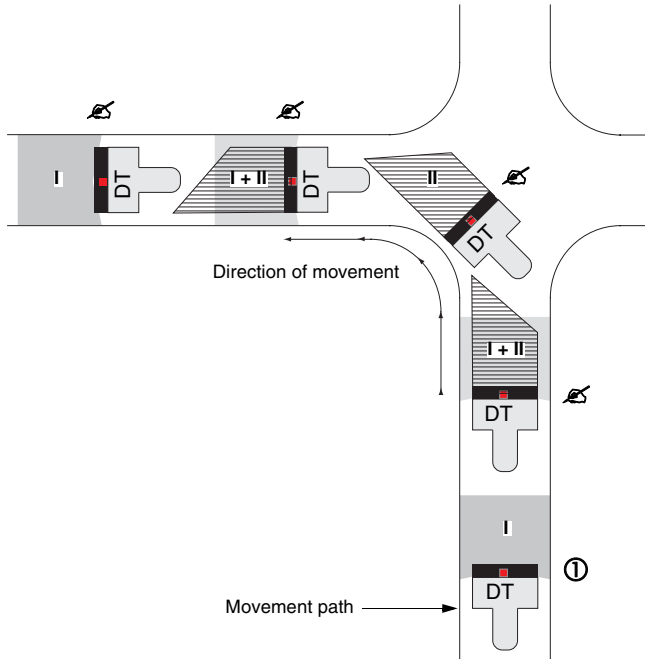 I
DT
I + II
DT
II
DT
Direction of movement
I + II
DT
I
①
DT
Movement path